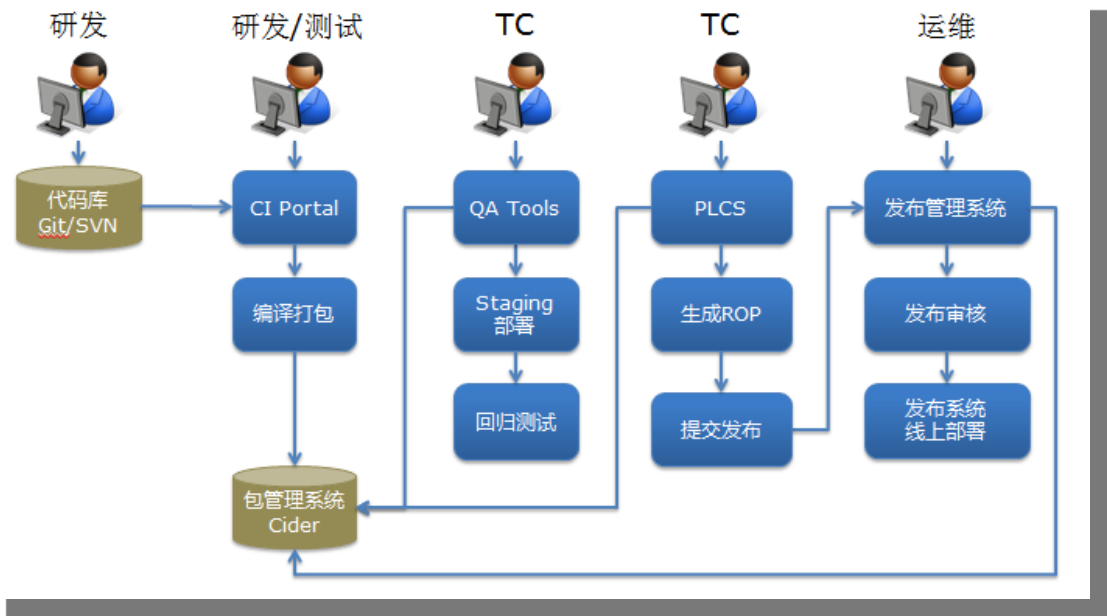 研发
研发/测试
TC
TC
运维
代码库
Git/SVN
CI Portal
QA Tools
PLCS
发布管理系统
编译打包
Staging
部署
生成ROP
发布审核
回归测试
提交发布
发布系统
线上部署
包管理系统
Cider